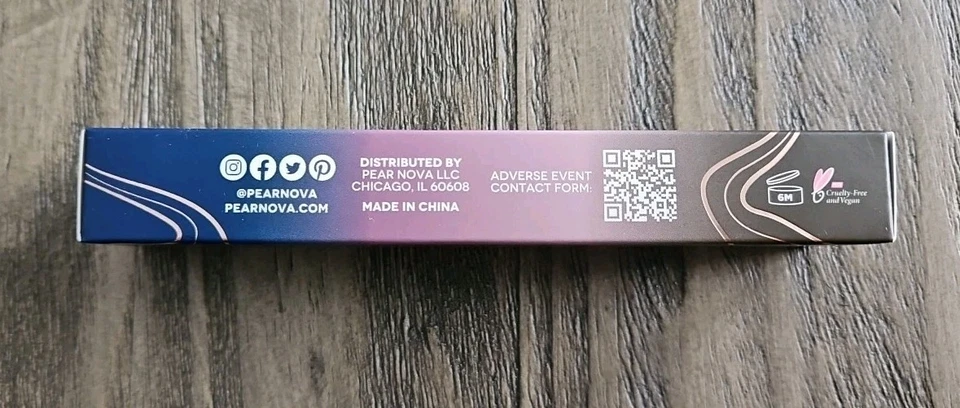 @PEARNOVA
PEARNOVA.COM
DISTRIBUTED BY
PEAR NOVA LLC
CHICAGO, IL 60608
MADE IN CHINA
ADVERSE EVENT
CONTACT FORM:
6M
Cruelty-Free
and Vegan